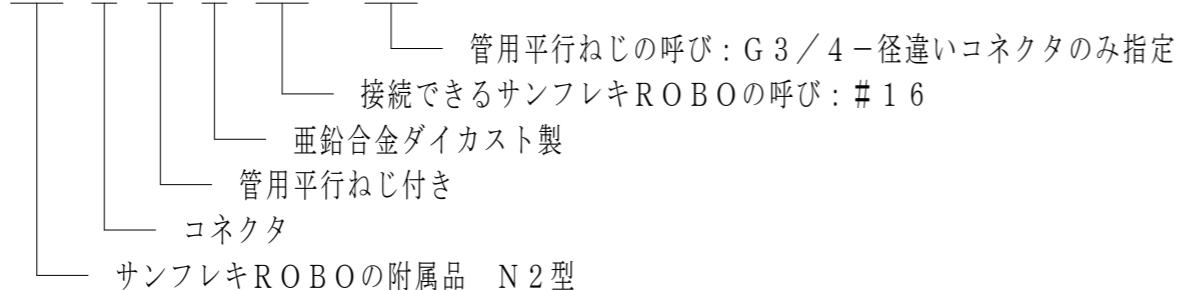 管用平行ねじの呼び：Ｇ３／４－径違いコネクタのみ指定
接続できるサンフレキＲＯＢＯの呼び：＃１６
亜鉛合金ダイカスト製
管用平行ねじ付き
コネクタ
サンフレキＲＯＢＯの附属品　Ｎ２型